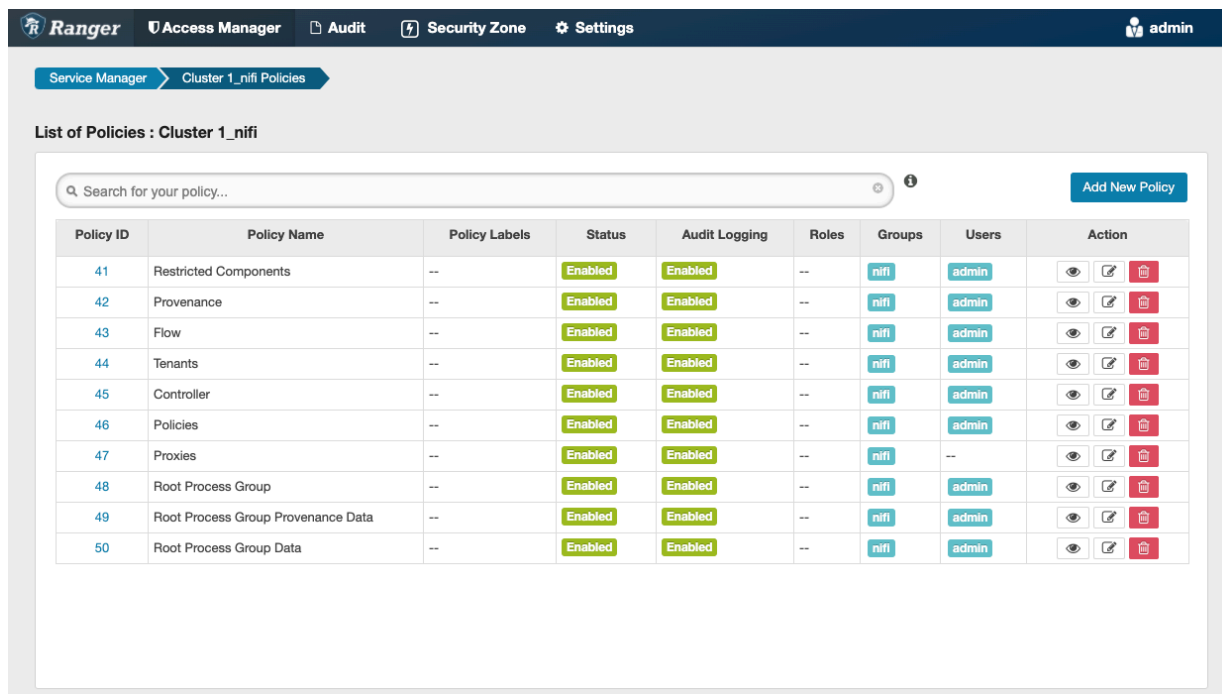 Ranger Access Manager Audit Security Zone Settings admin
Service Manager Cluster 1_nifi Policies
List of Policies : Cluster 1_nifi
Search for your policy... Add New Policy
Policy ID Policy Name Policy Labels Status Audit Logging Roles Groups Users Action
41 Restricted Components -- Enabled Enabled -- nifi admin
42 Provenance -- Enabled Enabled -- nifi admin
43 Flow -- Enabled Enabled -- nifi admin
44 Tenants -- Enabled Enabled -- nifi admin
45 Controller -- Enabled Enabled -- nifi admin
46 Policies -- Enabled Enabled -- nifi admin
47 Proxies -- Enabled Enabled -- nifi --
48 Root Process Group -- Enabled Enabled -- nifi admin
49 Root Process Group Provenance Data -- Enabled Enabled -- nifi admin
50 Root Process Group Data -- Enabled Enabled -- nifi admin